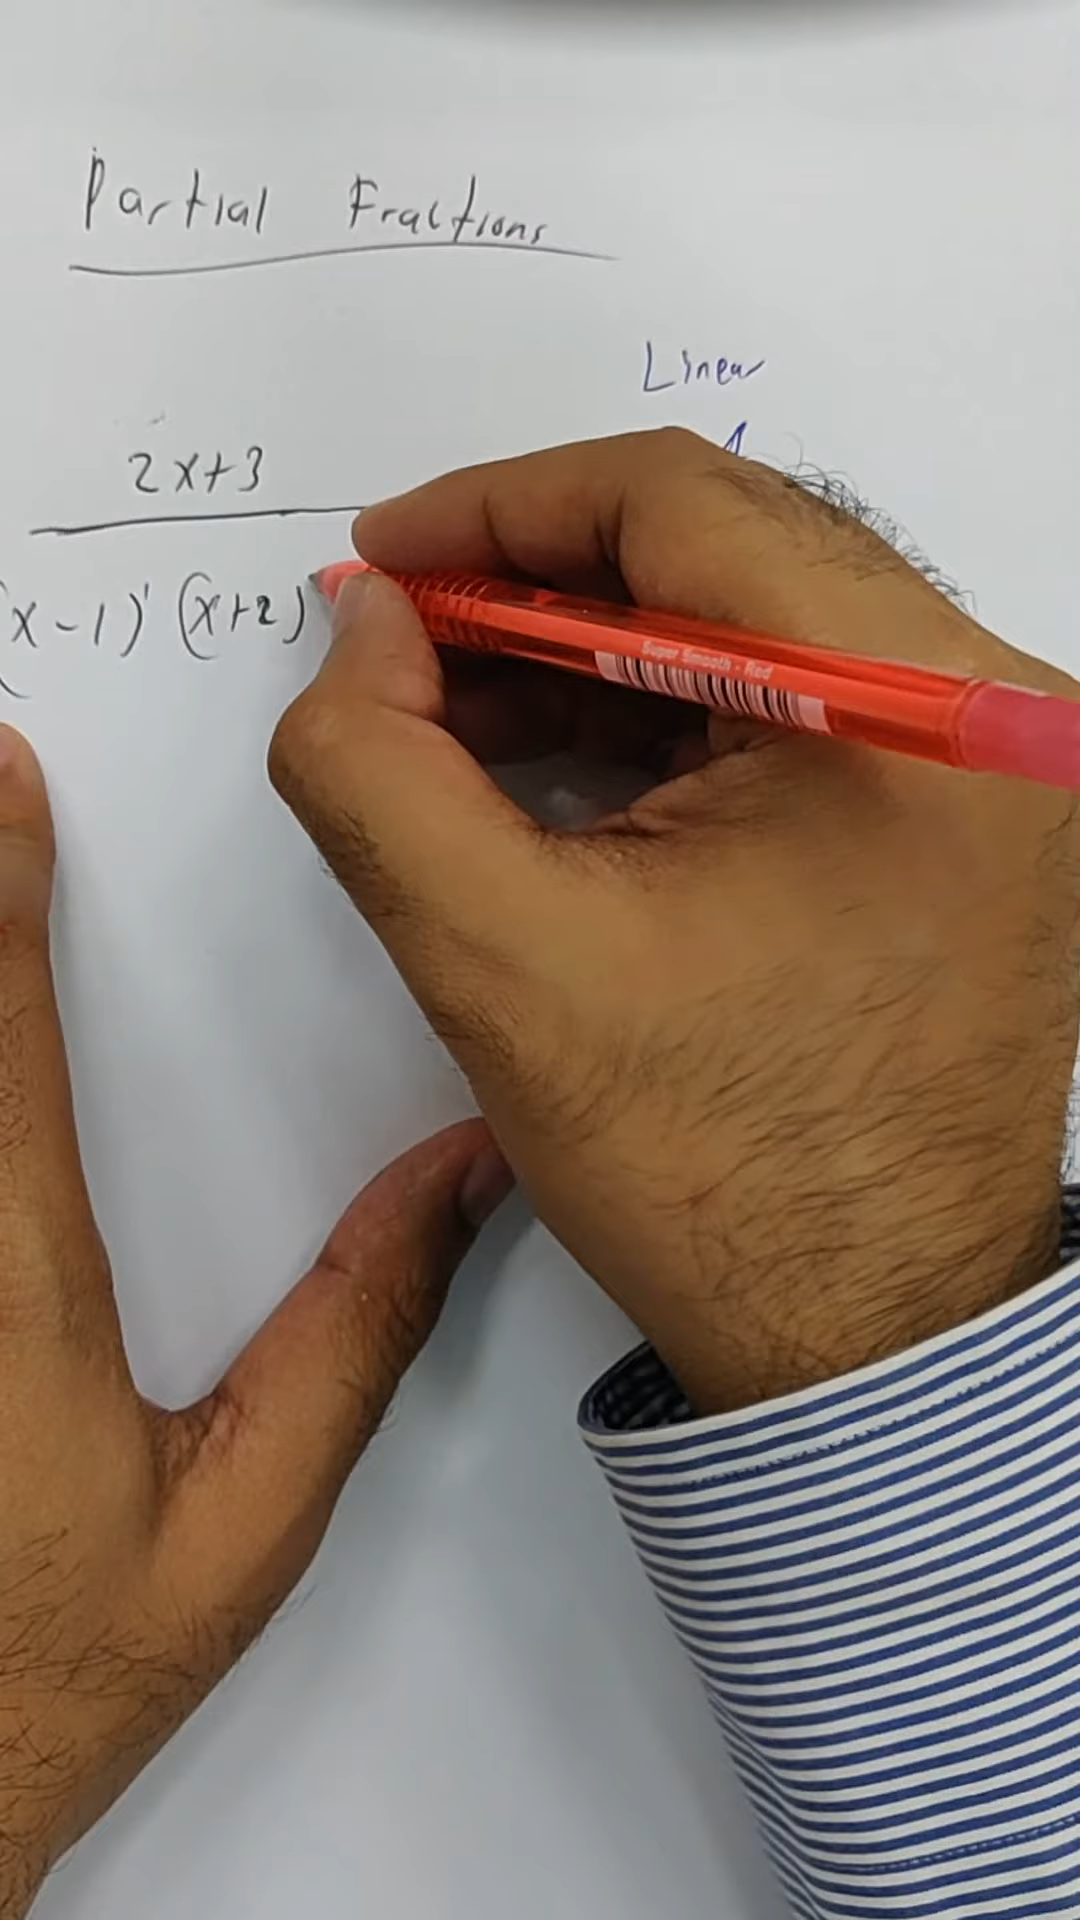 Partial Fractions
Linear
2x+3
(x-1)' (x+2)
Super Smooth - Red